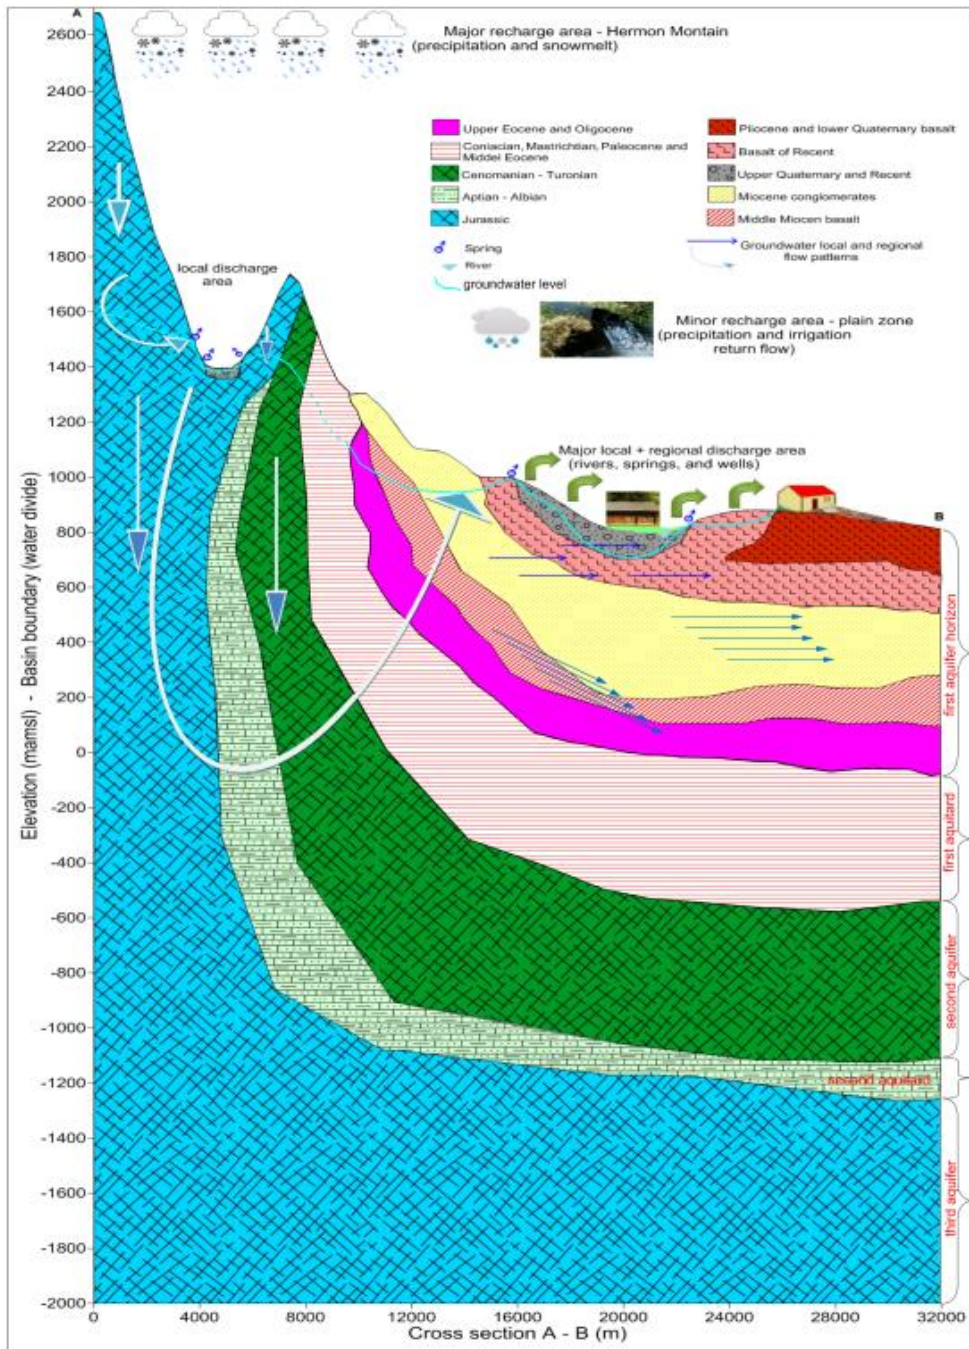 A
Major recharge area - Hermon Montain
(precipitation and snowmelt)
Upper Eocene and Oligocene
Coniacian, Mastrichtian, Paleocene and
Middel Eocene
Cenomanian - Turonian
Aptian - Albian
Jurassic
Spring
River
groundwater level
Pliocene and lower Quaternary basalt
Basalt of Recent
Upper Quaternary and Recent
Miocene conglomerates
Middle Miocen basalt
Groundwater local and regional
flow patterns
local discharge
area
Minor recharge area - plain zone
(precipitation and irrigation
return flow)
Major local + regional discharge area
(rivers, springs, and wells)
B
first aquifer horizon
first aquitard
second aquifer
second aquitard
third aquifer
Elevation (mamsl) - Basin boundary (water divide)
2600
2400
2200
2000
1800
1600
1400
1200
1000
800
600
400
200
0
-200
-400
-600
-800
-1000
-1200
-1400
-1600
-1800
-2000
0 4000 8000 12000 16000 20000 24000 28000 32000
Cross section A - B (m)